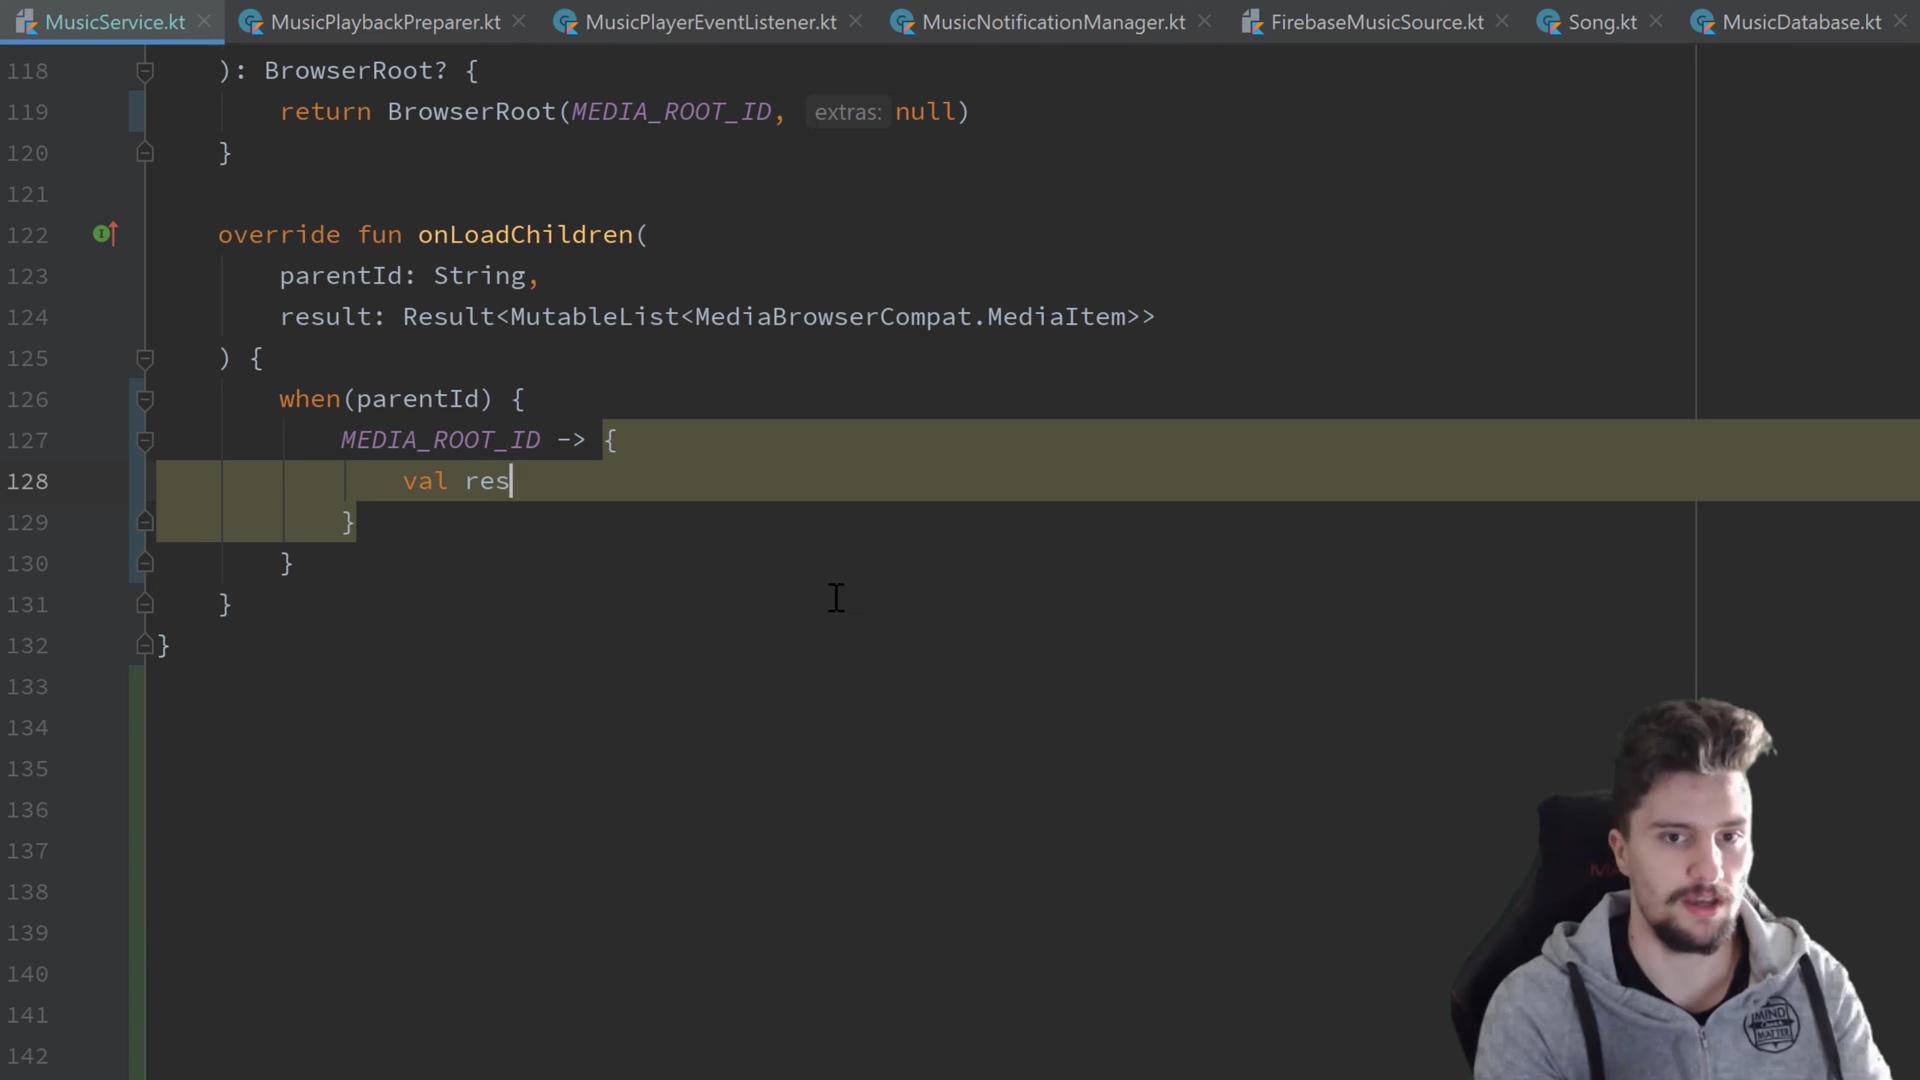 MusicService.kt MusicPlaybackPreparer.kt MusicPlayerEventListener.kt MusicNotificationManager.kt FirebaseMusicSource.kt Song.kt MusicDatabase.kt
118 ): BrowserRoot? {
119 return BrowserRoot(MEDIA_ROOT_ID, extras: null)
120 }
121
122 override fun onLoadChildren(
123 parentId: String,
124 result: Result<MutableList<MediaBrowserCompat.MediaItem>>
125 ) {
126 when(parentId) {
127 MEDIA_ROOT_ID -> {
128 val res
129 }
130 }
131 }
132 }
133
134
135
136
137
138
139
140
141
142
MIND
MATTER